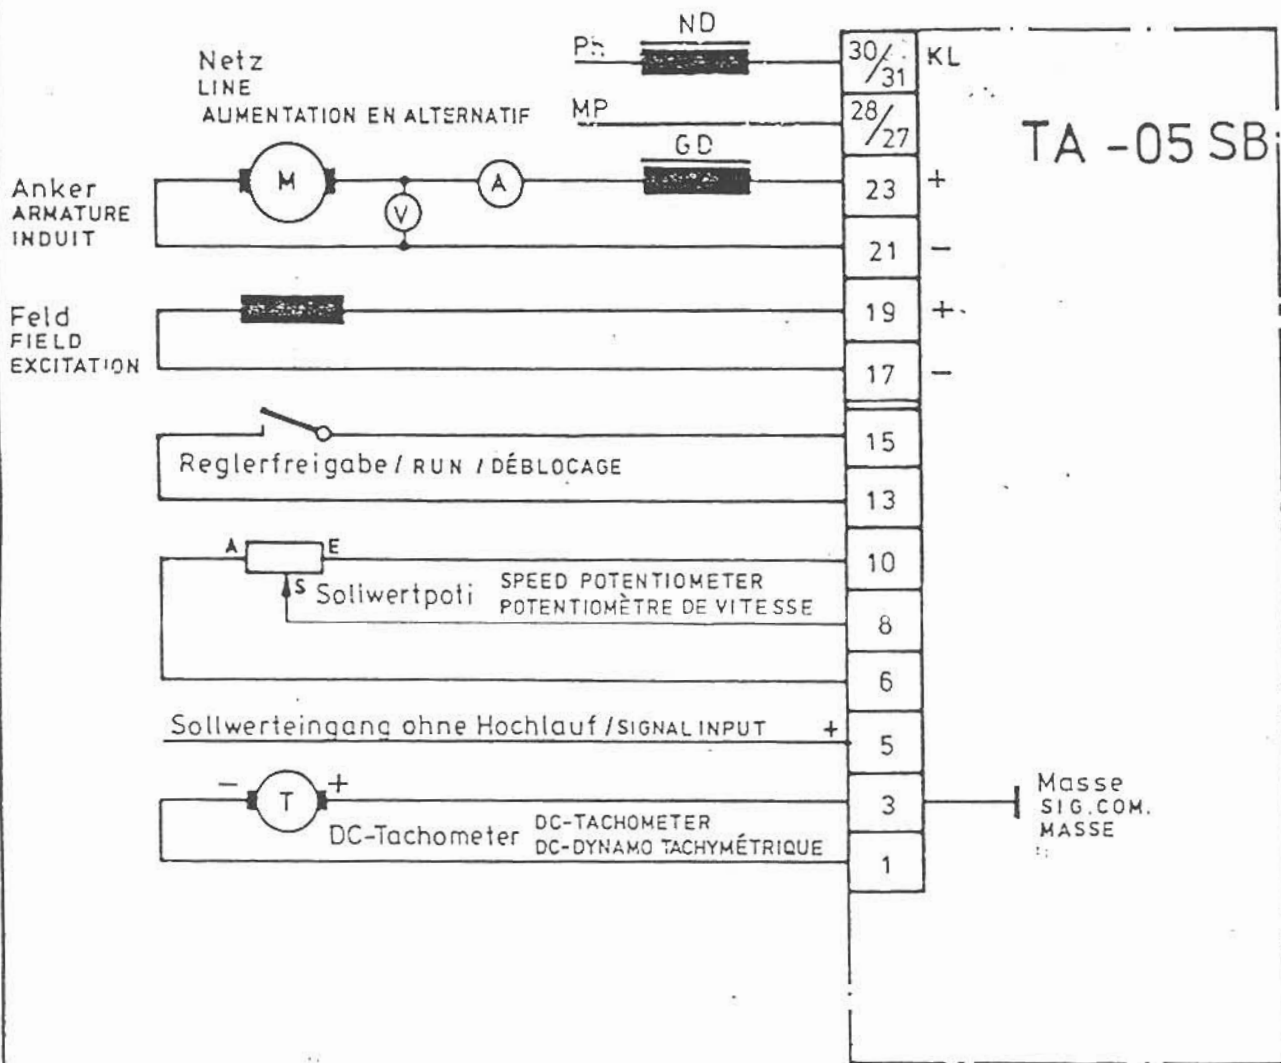 ND
Ph
30/31
KL
Netz
LINE
AUMENTATION EN ALTERNATIF
MP
28/27
TA -05 SB
GD
M
A
V
23
+
Anker
ARMATURE
INDUIT
21
-
Feld
FIELD
EXCITATION
19
+
17
-
15
Reglerfreigabe / RUN / DÉBLOCAGE
13
A
E
10
S
Sollwertpoti
SPEED POTENTIOMETER
POTENTIOMÈTRE DE VITESSE
8
6
Sollwerteingang ohne Hochlauf / SIGNAL INPUT
+
5
-
T
+
3
Masse
SIG.COM.
MASSE
DC-Tachometer
DC-TACHOMETER
DC-DYNAMO TACHYMÉTRIQUE
1